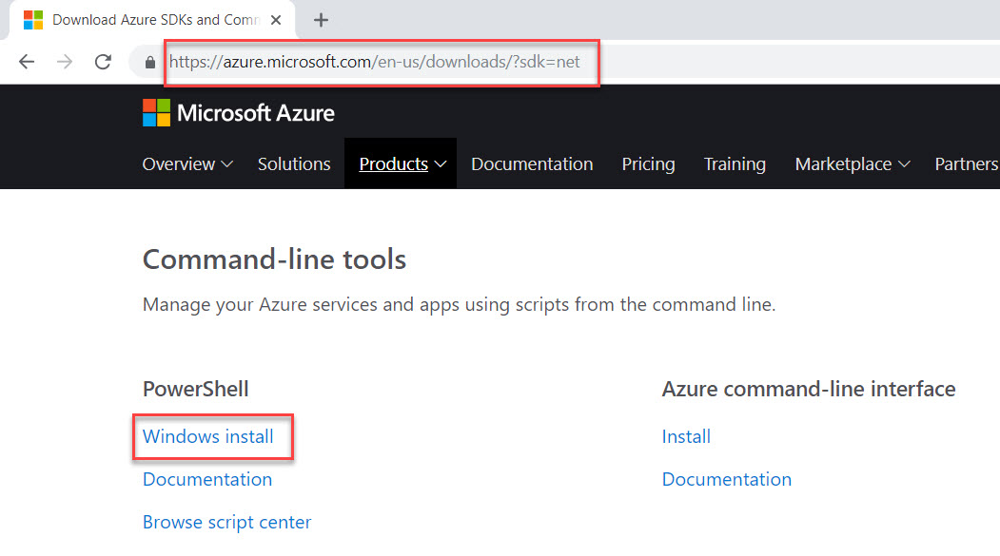 Download Azure SDKs and Comm
https://azure.microsoft.com/en-us/downloads/?sdk=net
Microsoft Azure
Overview Solutions Products Documentation Pricing Training Marketplace Partners
Command-line tools
Manage your Azure services and apps using scripts from the command line.
PowerShell
Windows install
Documentation
Browse script center
Azure command-line interface
Install
Documentation